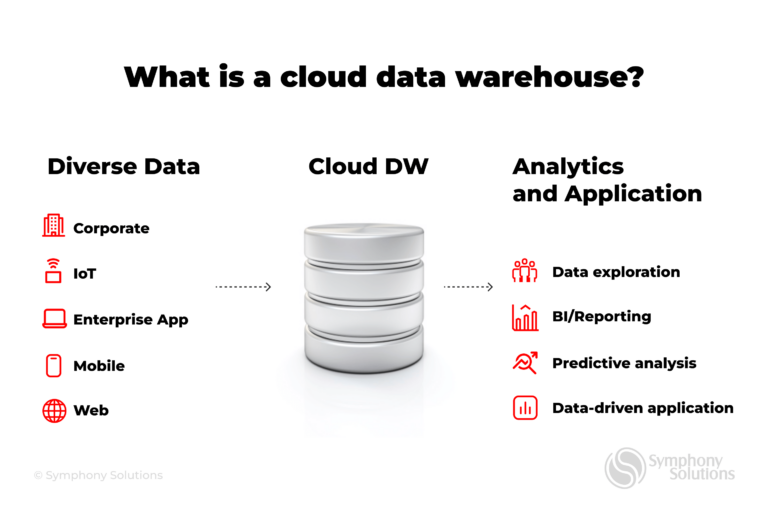 What is a cloud data warehouse?
Diverse Data
Corporate
IoT
Enterprise App
Mobile
Web
Cloud DW
Analytics
and Application
Data exploration
BI/Reporting
Predictive analysis
Data-driven application
© Symphony Solutions
Symphony
Solutions